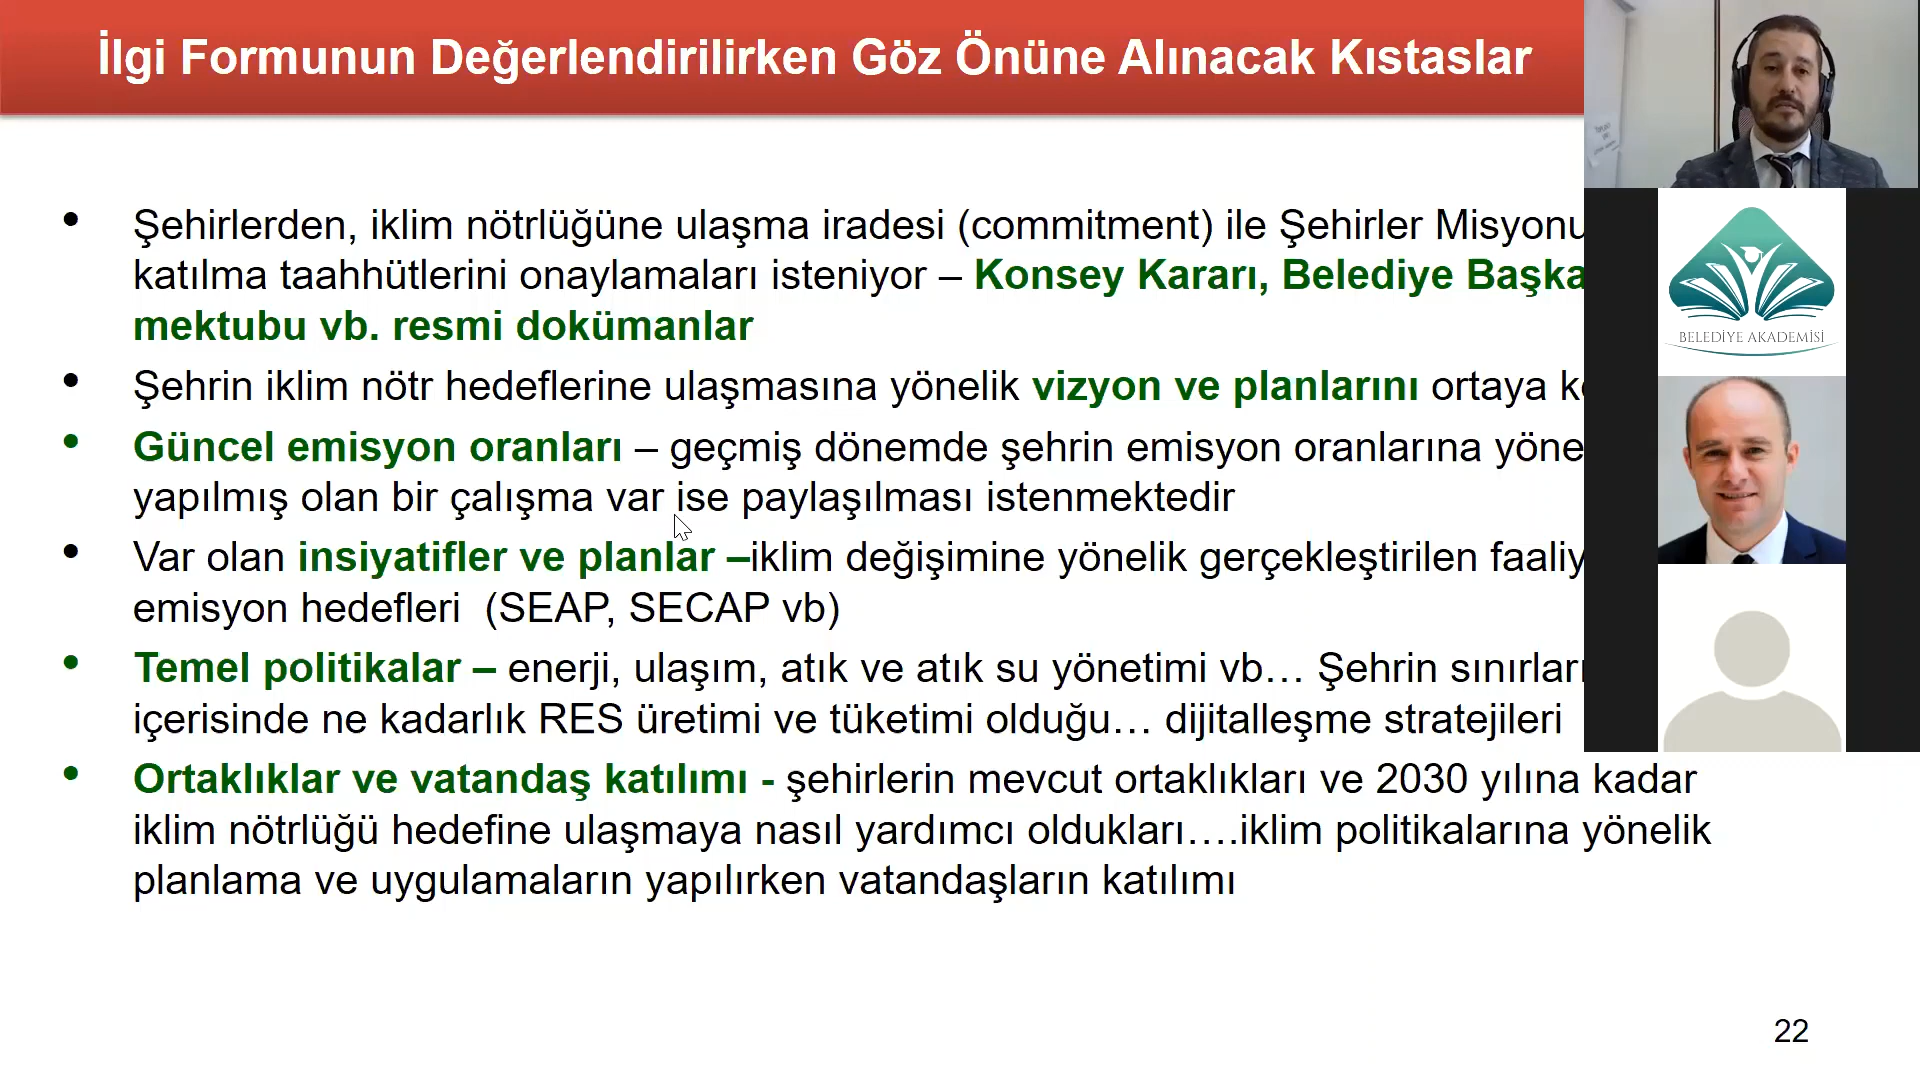 İlgi Formunun Değerlendirilirken Göz Önüne Alınacak Kıstaslar
• Şehirlerden, iklim nötrlüğüne ulaşma iradesi (commitment) ile Şehirler Misyonu
katılma taahhütlerini onaylamaları isteniyor – Konsey Kararı, Belediye Başka
mektubu vb. resmi dokümanlar
• Şehrin iklim nötr hedeflerine ulaşmasına yönelik vizyon ve planlarını ortaya
• Güncel emisyon oranları – geçmiş dönemde şehrin emisyon oranlarına yöne
yapılmış olan bir çalışma var ise paylaşılması istenmektedir
• Var olan insiyatifler ve planlar –iklim değişimine yönelik gerçekleştirilen faaliy
emisyon hedefleri (SEAP, SECAP vb)
• Temel politikalar – enerji, ulaşım, atık ve atık su yönetimi vb… Şehrin sınırları
içerisinde ne kadarlık RES üretimi ve tüketimi olduğu… dijitalleşme stratejileri
• Ortaklıklar ve vatandaş katılımı - şehirlerin mevcut ortaklıkları ve 2030 yılına kadar
iklim nötrlüğü hedefine ulaşmaya nasıl yardımcı oldukları….iklim politikalarına yönelik
planlama ve uygulamaların yapılırken vatandaşların katılımı
BELEDİYE AKADEMİSİ
22